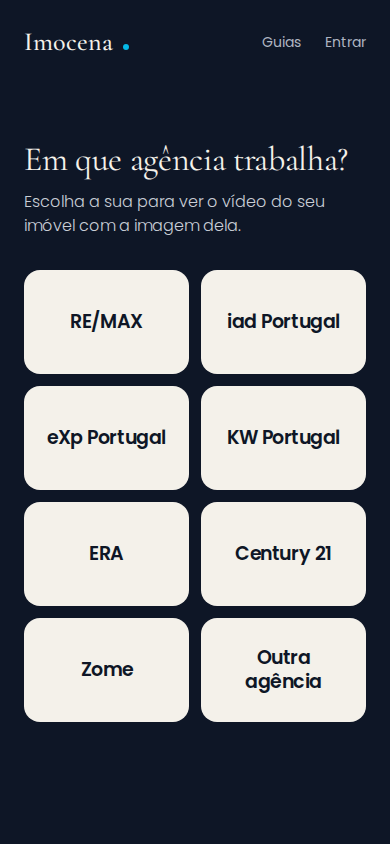 Imocena
Guias
Entrar
Em que agência trabalha?
Escolha a sua para ver o vídeo do seu
imóvel com a imagem dela.
RE/MAX
iad Portugal
eXp Portugal
KW Portugal
ERA
Century 21
Zome
Outra
agência